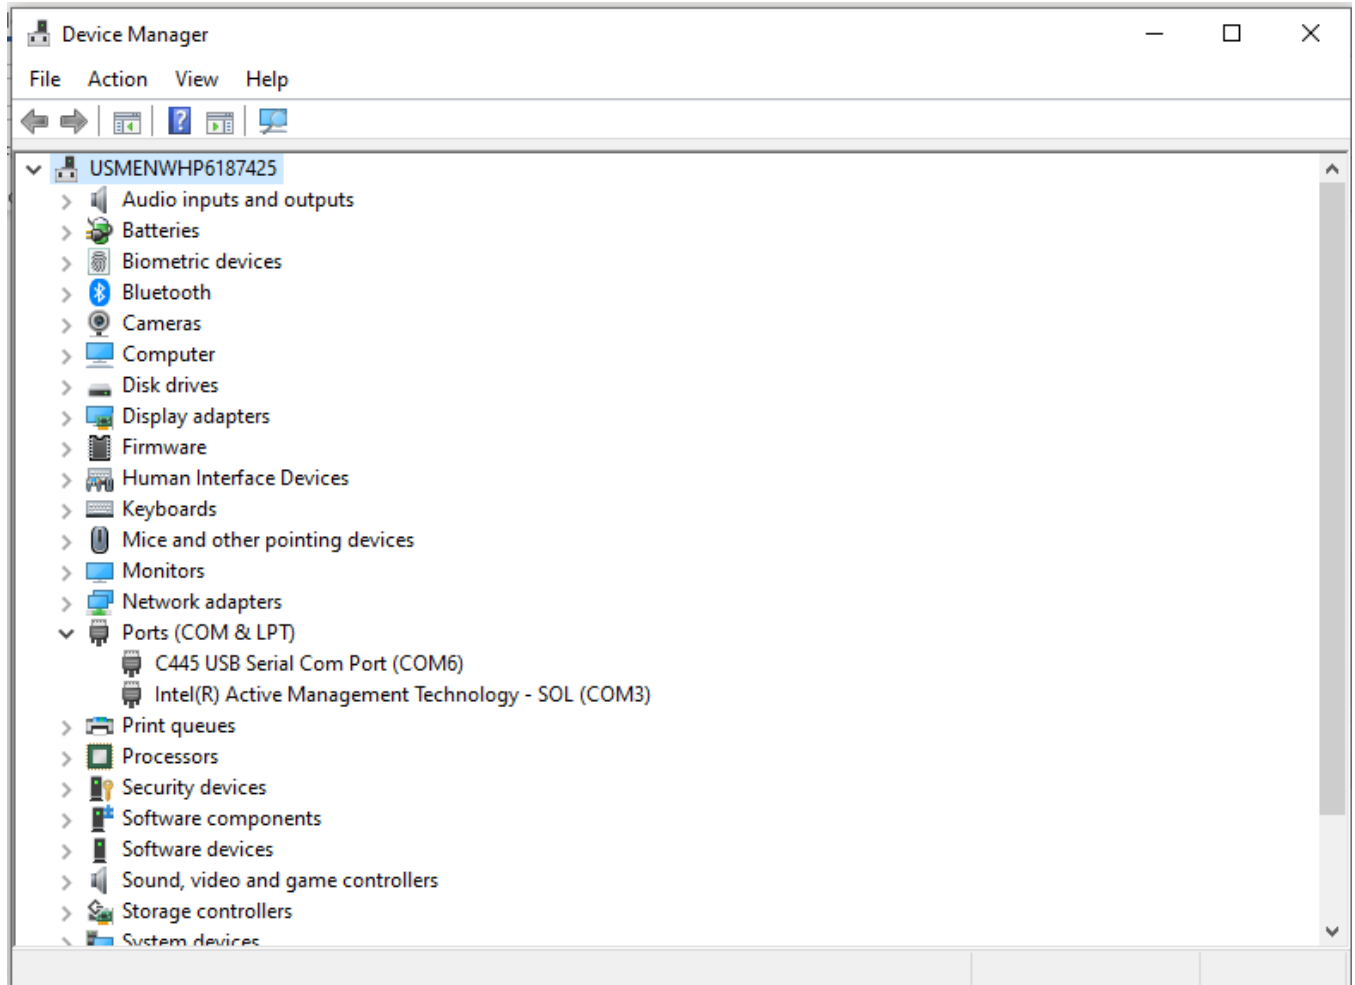 Device Manager
File Action View Help
USMENWHP6187425
Audio inputs and outputs
Batteries
Biometric devices
Bluetooth
Cameras
Computer
Disk drives
Display adapters
Firmware
Human Interface Devices
Keyboards
Mice and other pointing devices
Monitors
Network adapters
Ports (COM & LPT)
C445 USB Serial Com Port (COM6)
Intel(R) Active Management Technology - SOL (COM3)
Print queues
Processors
Security devices
Software components
Software devices
Sound, video and game controllers
Storage controllers
System devices